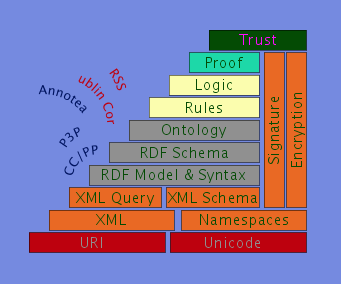 Trust
Proof
Logic
Rules
Ontology
RDF Schema
RDF Model & Syntax
XML Query
XML Schema
XML
Namespaces
URI
Unicode
Signature
Encryption
RSS
ublin Cor
Annotea
P3P
CC/PP